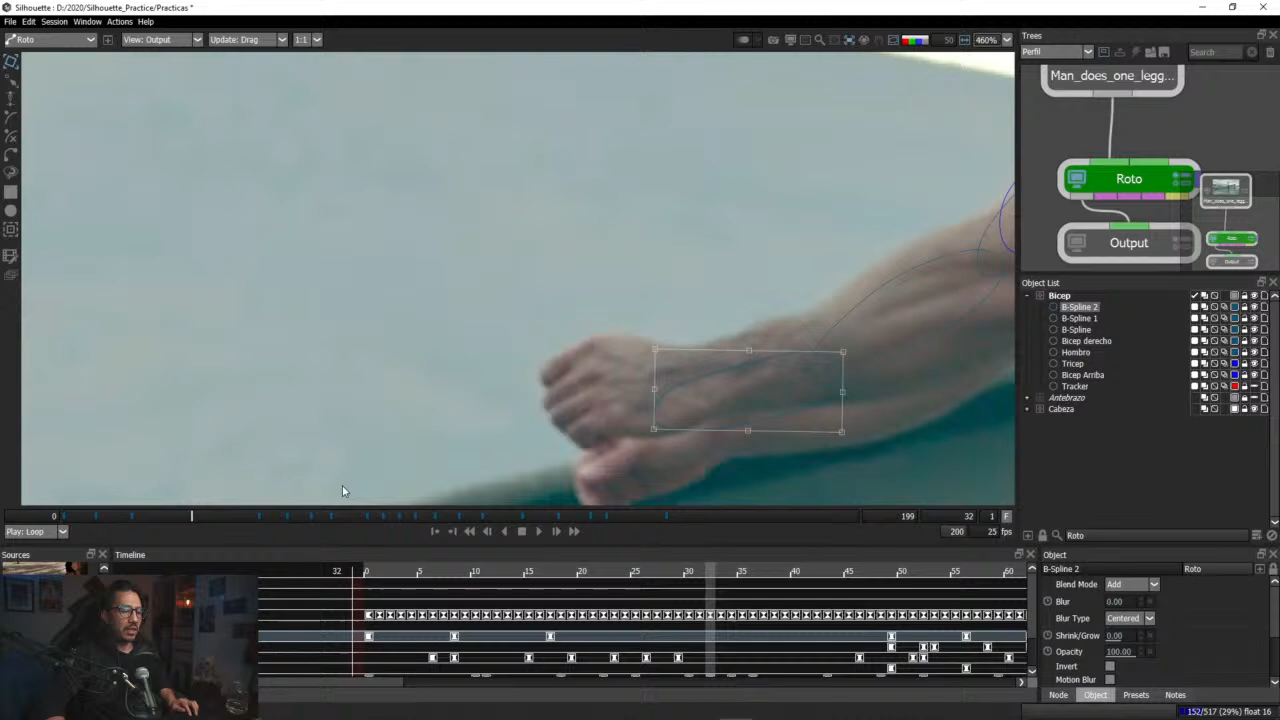 Silhouette : D:/2020/Silhouette_Practice/Practicas *
File Edit Session Window Actions Help
Roto View: Output Update: Drag 1:1 50 460%
Trees
Perfil Search
Man_does_one_legg...
Roto
Output
Object List
Bicep
B-Spline 2
B-Spline 1
B-Spline
Bicep derecho
Hombro
Tricep
Bicep Arriba
Tracker
Antebrazo
Cabeza
0 199 32 1 F
Play: Loop 200 25 fps
Roto
Sources Timeline Object
32 0 5 10 15 20 25 30 35 40 45 50 55 60
B-Spline 2 Roto
Blend Mode Add
Blur 0.00
Blur Type Centered
Shrink/Grow 0.00
Opacity 100.00
Invert
Motion Blur
Node Object Presets Notes
152/517 (29%) float 16